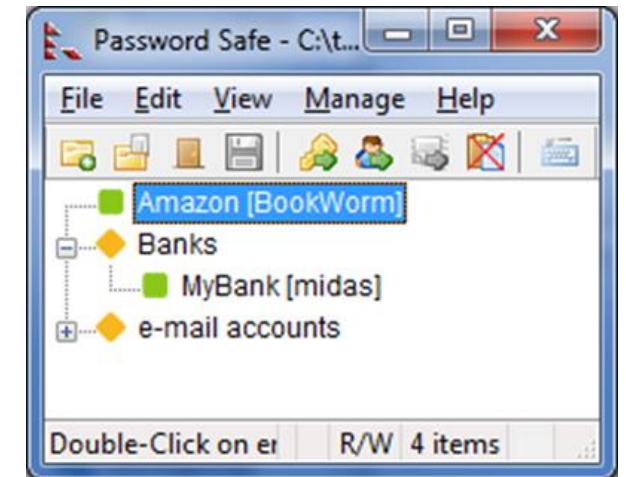 Password Safe - C:\t...
File Edit View Manage Help
Amazon [BookWorm]
Banks
MyBank [midas]
e-mail accounts
Double-Click on er R/W 4 items